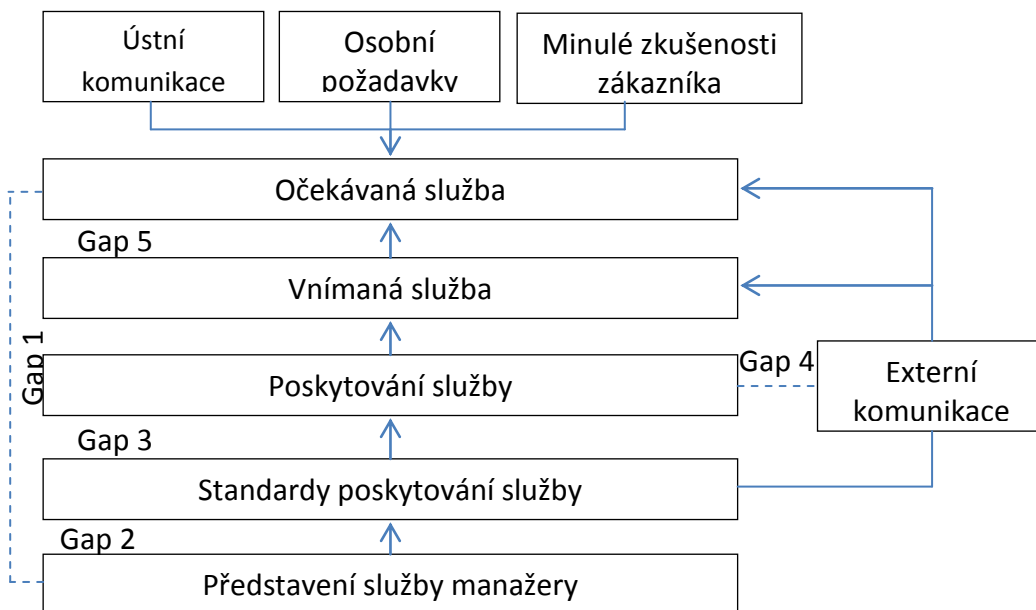 Ústní
komunikace
Osobní
požadavky
Minulé zkušenosti
zákazníka
Očekávaná služba
Gap 5
Vnímaná služba
Gap 1
Poskytování služby
Gap 4
Externí
komunikace
Gap 3
Standardy poskytování služby
Gap 2
Představení služby manažery